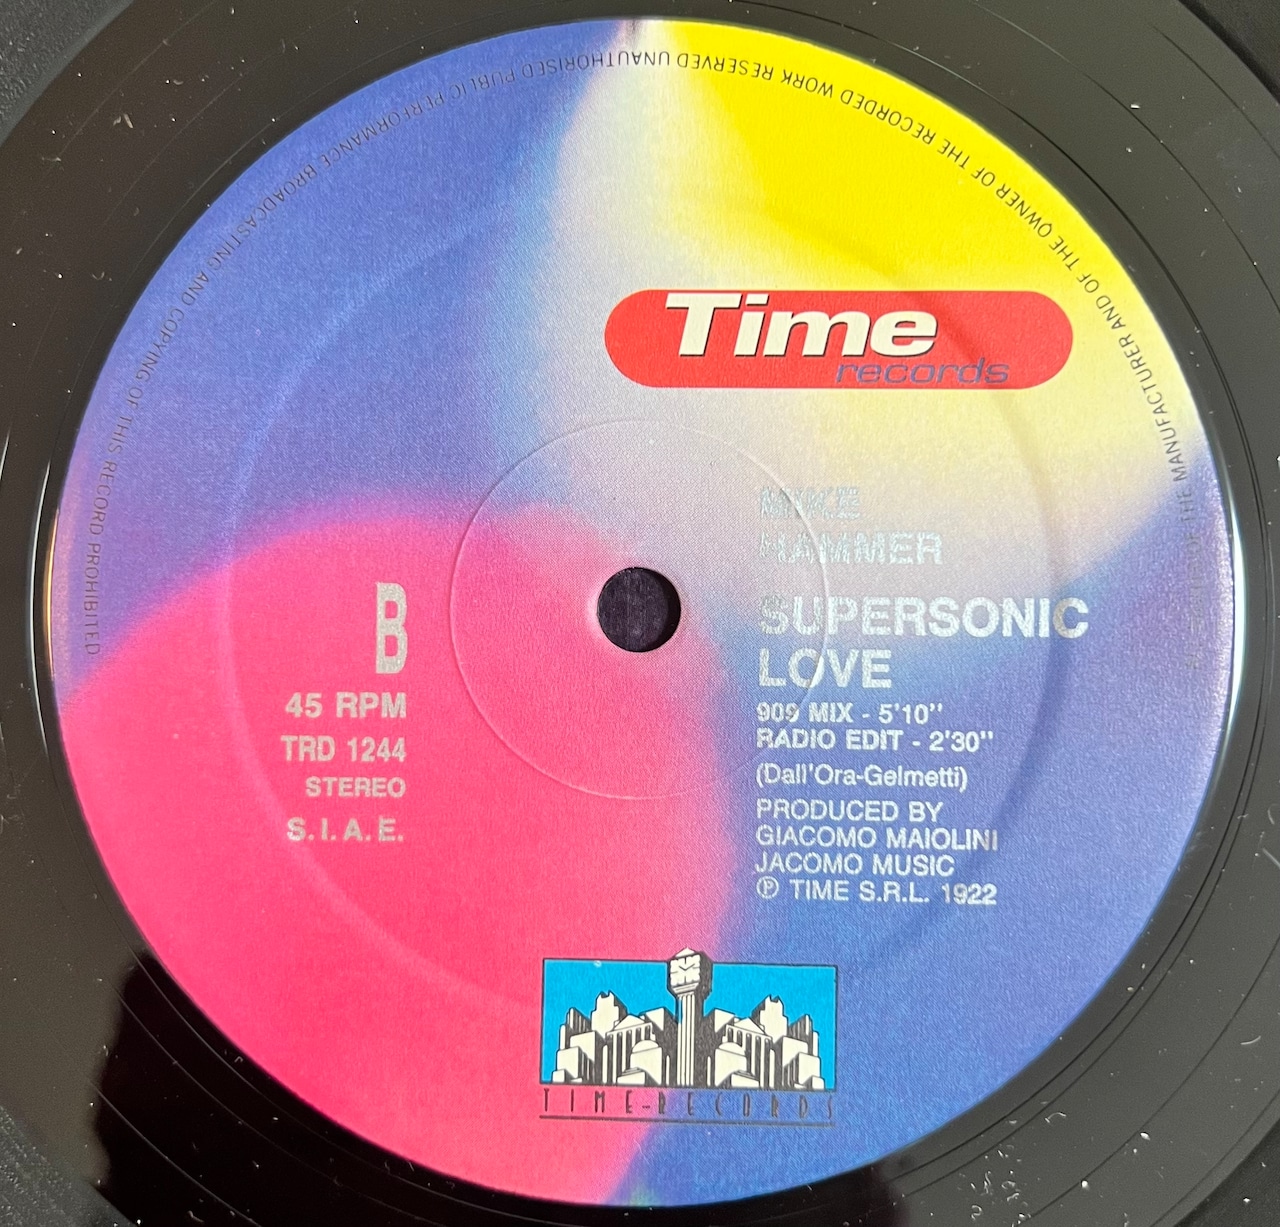 ALL RIGHTS OF THE MANUFACTURER AND OF THE OWNER OF THE RECORDED WORK RESERVED UNAUTHORISED PUBLIC PERFORMANCE BROADCASTING AND COPYING OF THIS RECORD PROHIBITED
Time
records
MIKE
HAMMER
SUPERSONIC
LOVE
909 MIX - 5'10"
RADIO EDIT - 2'30"
(Dall'Ora-Gelmetti)
PRODUCED BY
GIACOMO MAIOLINI
JACOMO MUSIC
Ⓟ TIME S.R.L. 1922
B
45 RPM
TRD 1244
STEREO
S.I.A.E.
TIME-RECORDS